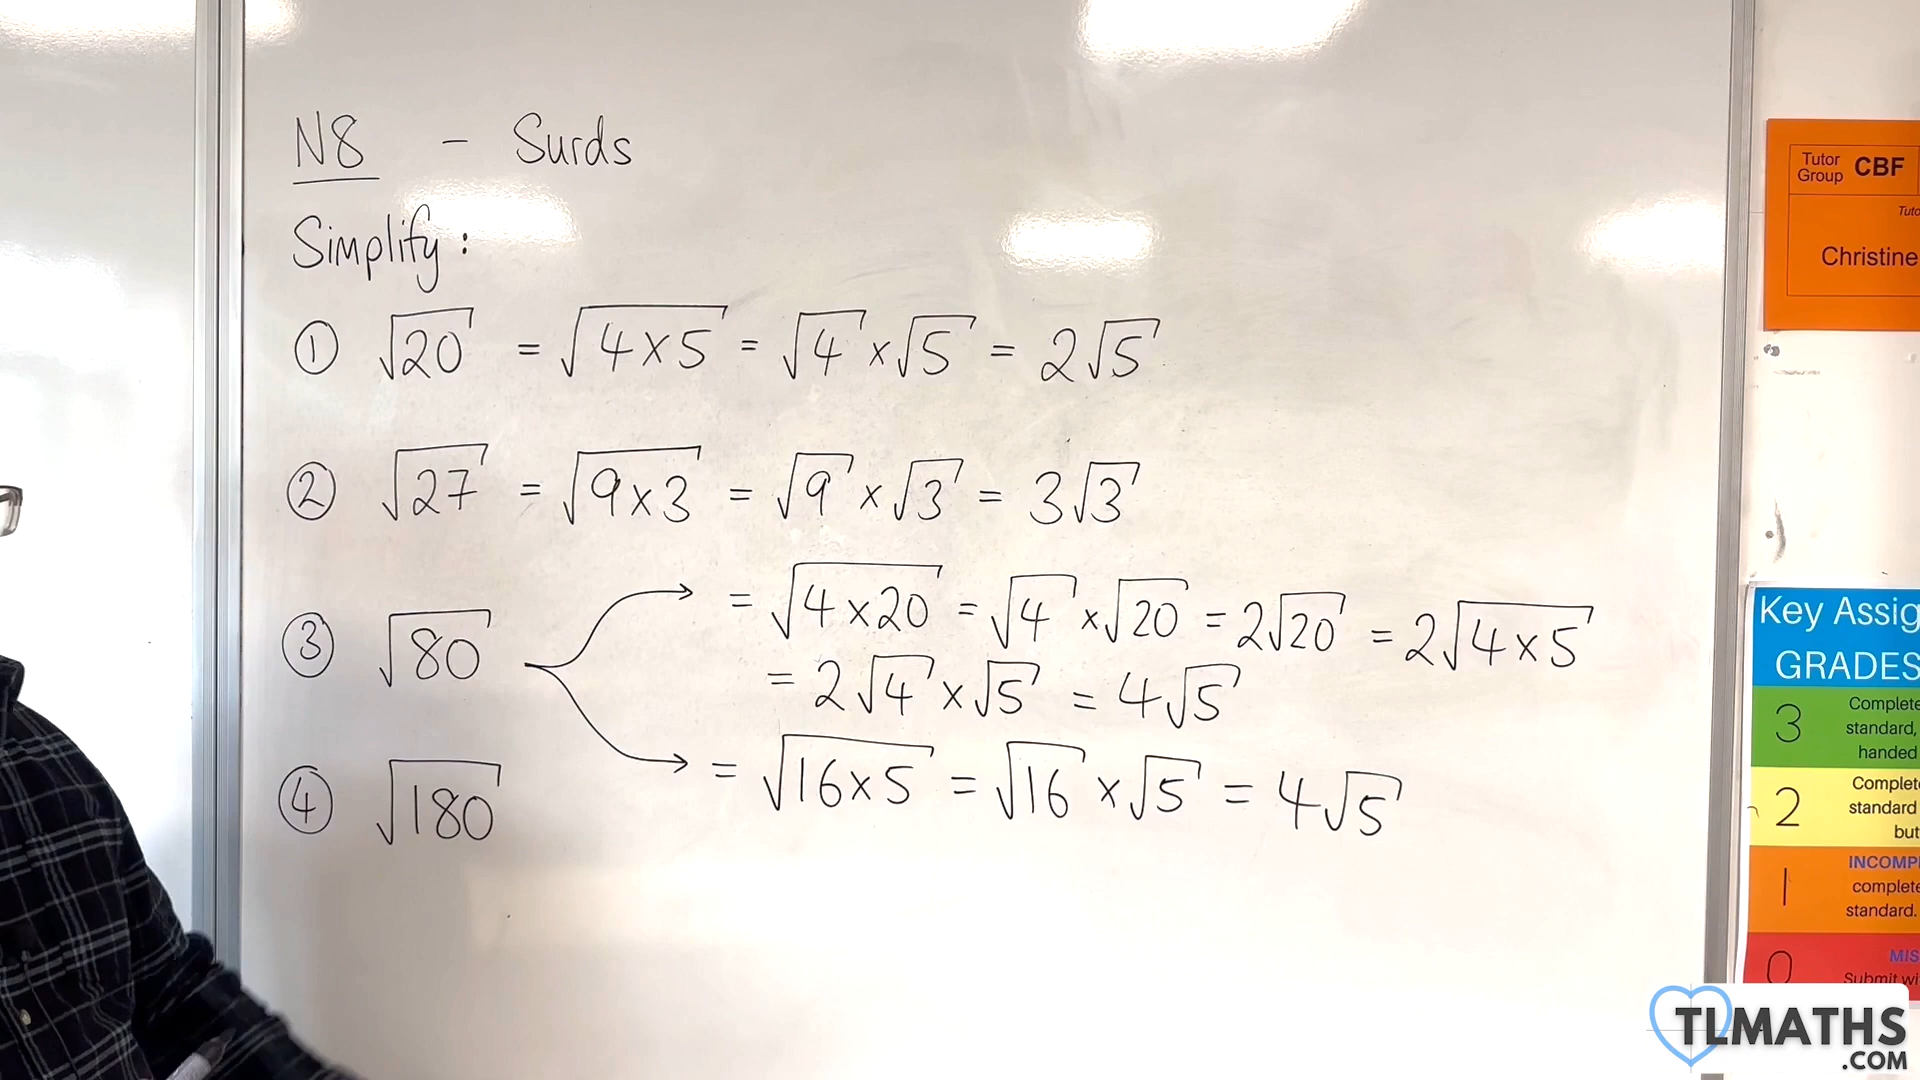 N8 - Surds
Simplify:
① √20 = √4×5 = √4 × √5 = 2√5
② √27 = √9×3 = √9 × √3 = 3√3
③ √80
= √4×20 = √4 × √20 = 2√20 = 2√4×5
= 2√4 × √5 = 4√5
= √16×5 = √16 × √5 = 4√5
④ √180
Tutor Group CBF
Christine
Key Assig
GRADES
3 Complete
standard,
handed
2 Complete
standard
but
1 INCOMP
complete
standard.
0 MIS
Submit wi
TLMATHS
.COM